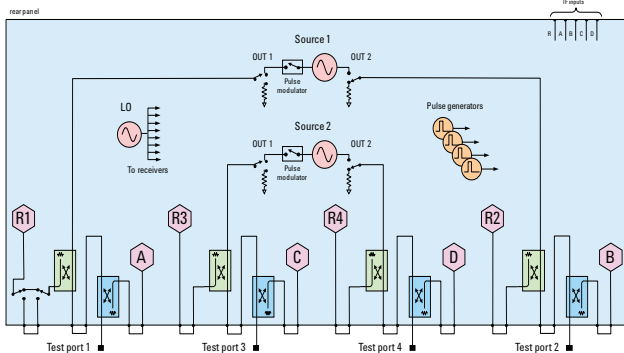 IF inputs
rear panel
R A B C D
Source 1
OUT 1
OUT 2
Pulse
modulator
LO
To receivers
Pulse generators
Source 2
OUT 1
OUT 2
Pulse
modulator
R1
R3
R4
R2
A
C
D
B
Test port 1
Test port 3
Test port 4
Test port 2